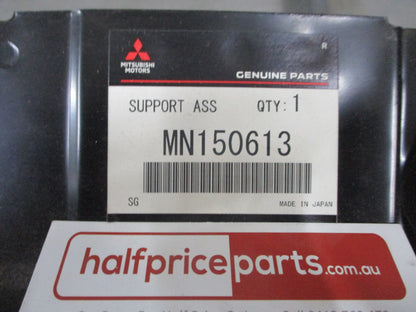 R
MITSUBISHI
MOTORS
GENUINE PARTS
SUPPORT ASS QTY: 1
MN150613
SG MADE IN JAPAN
halfpriceparts.com.au